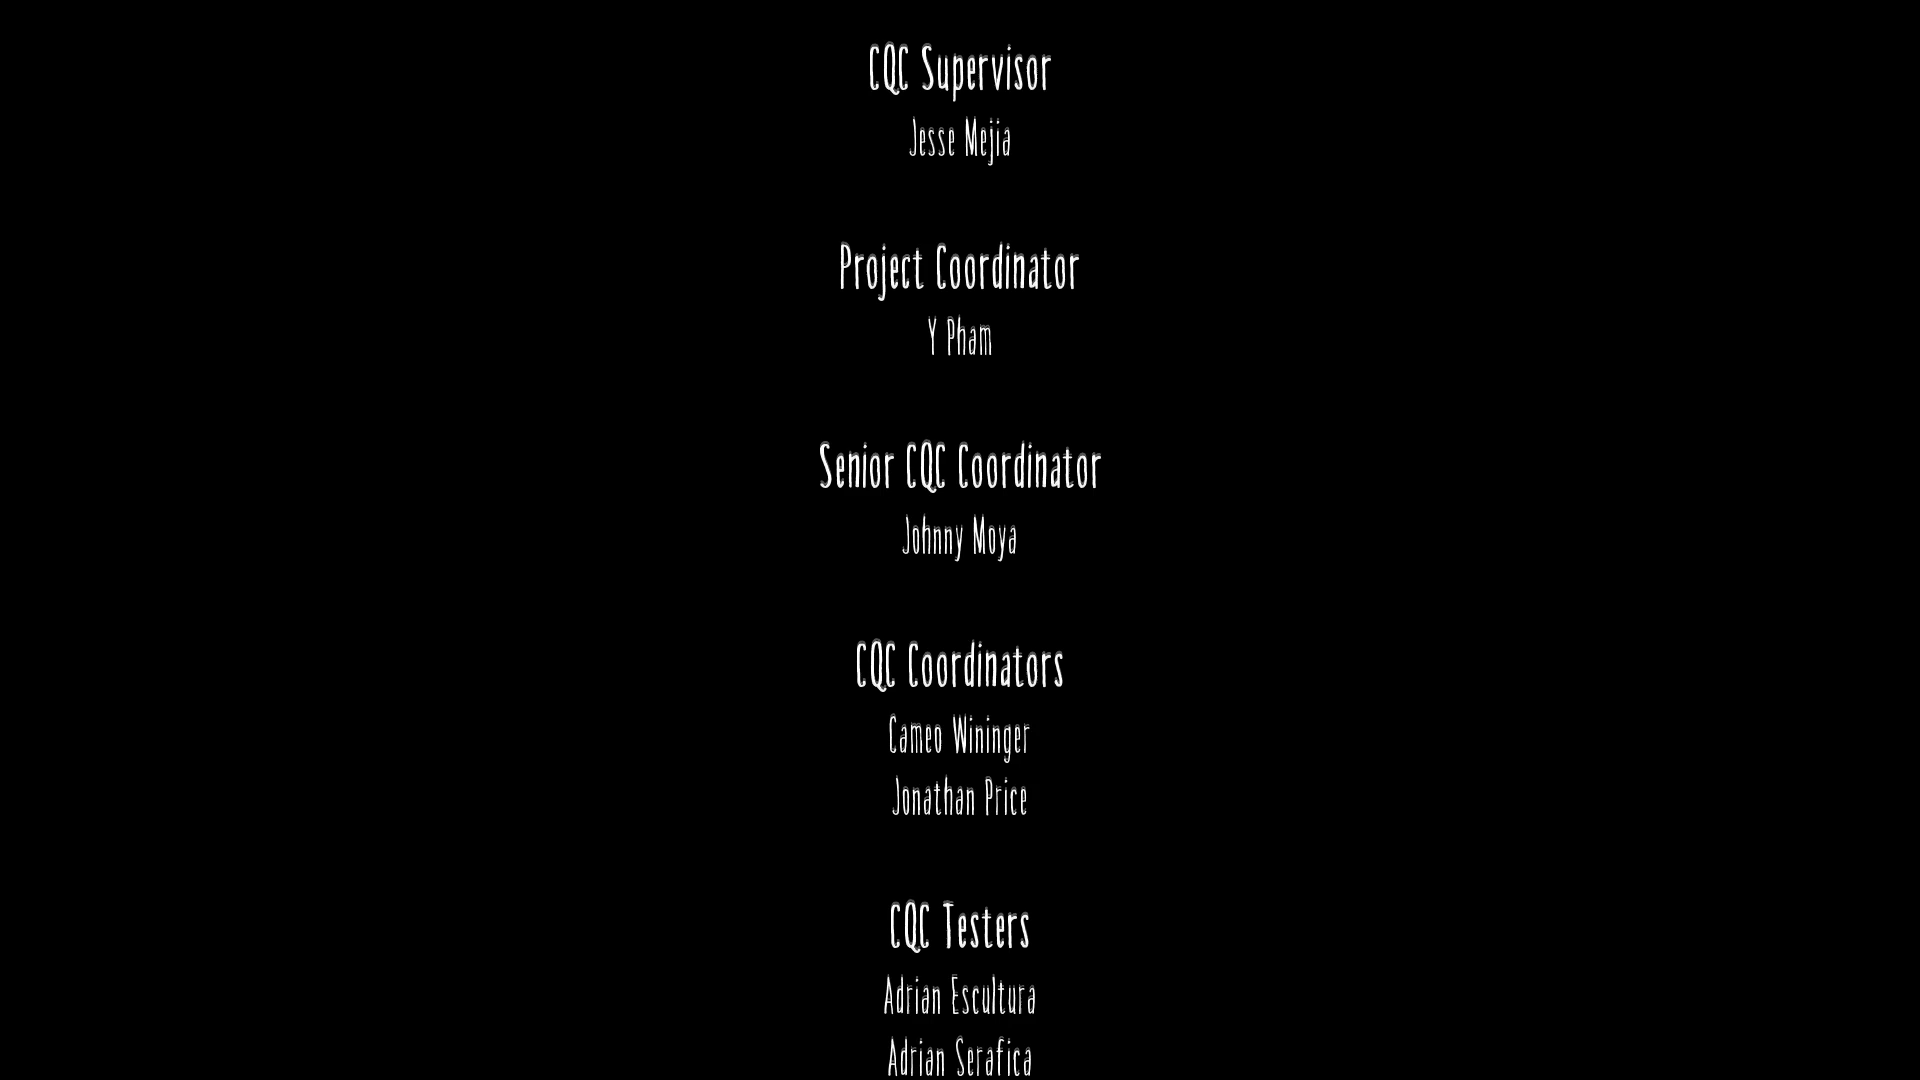 CQC Supervisor
Jesse Mejia
Project Coordinator
Y Pham
Senior CQC Coordinator
Johnny Moya
CQC Coordinators
Cameo Wininger
Jonathan Price
CQC Testers
Adrian Escultura
Adrian Serafica